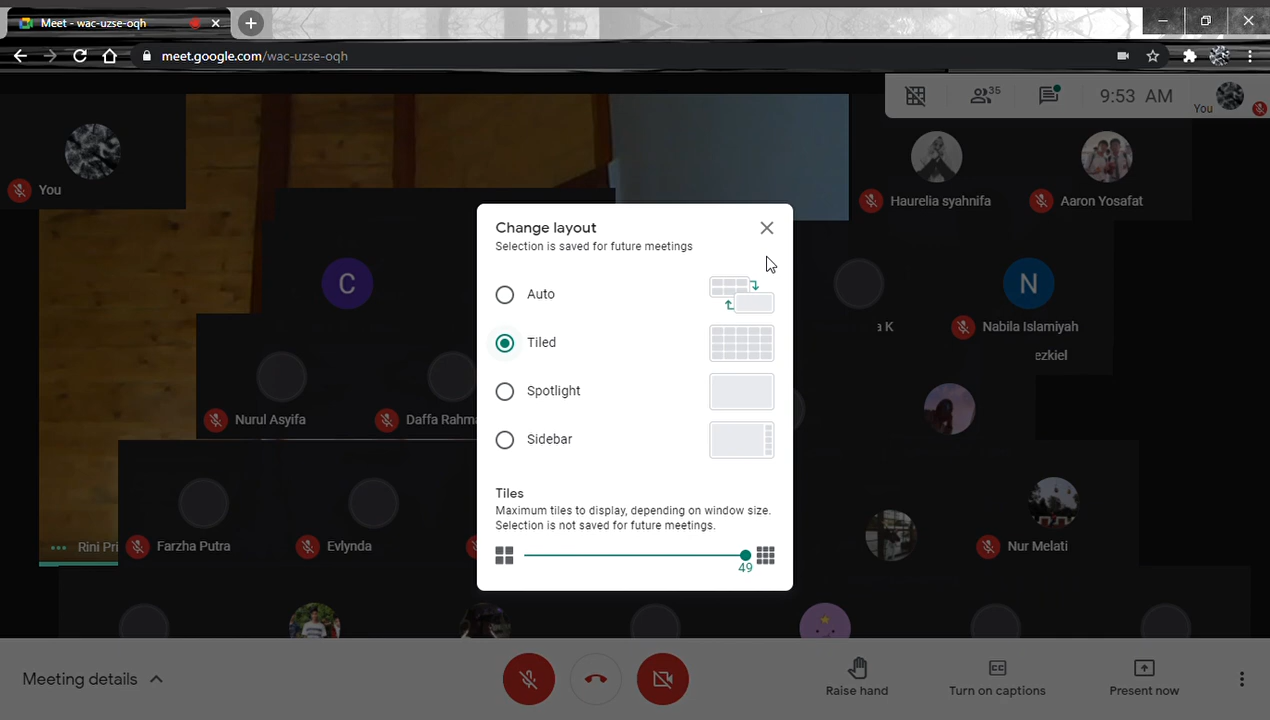 Meet - wac-uzse-oqh
meet.google.com/wac-uzse-oqh
35
9:53 AM
You
You
Haurelia syahnifa
Aaron Yosafat
Change layout
Selection is saved for future meetings
C
N
Auto
a K
Nabila Islamiyah
ezkiel
Tiled
Spotlight
Nurul Asyifa
Daffa Rahm
Sidebar
Tiles
Maximum tiles to display, depending on window size.
Selection is not saved for future meetings.
Rini Pri
Farzha Putra
Evlynda
Nur Melati
49
Meeting details
Raise hand
CC
Turn on captions
Present now